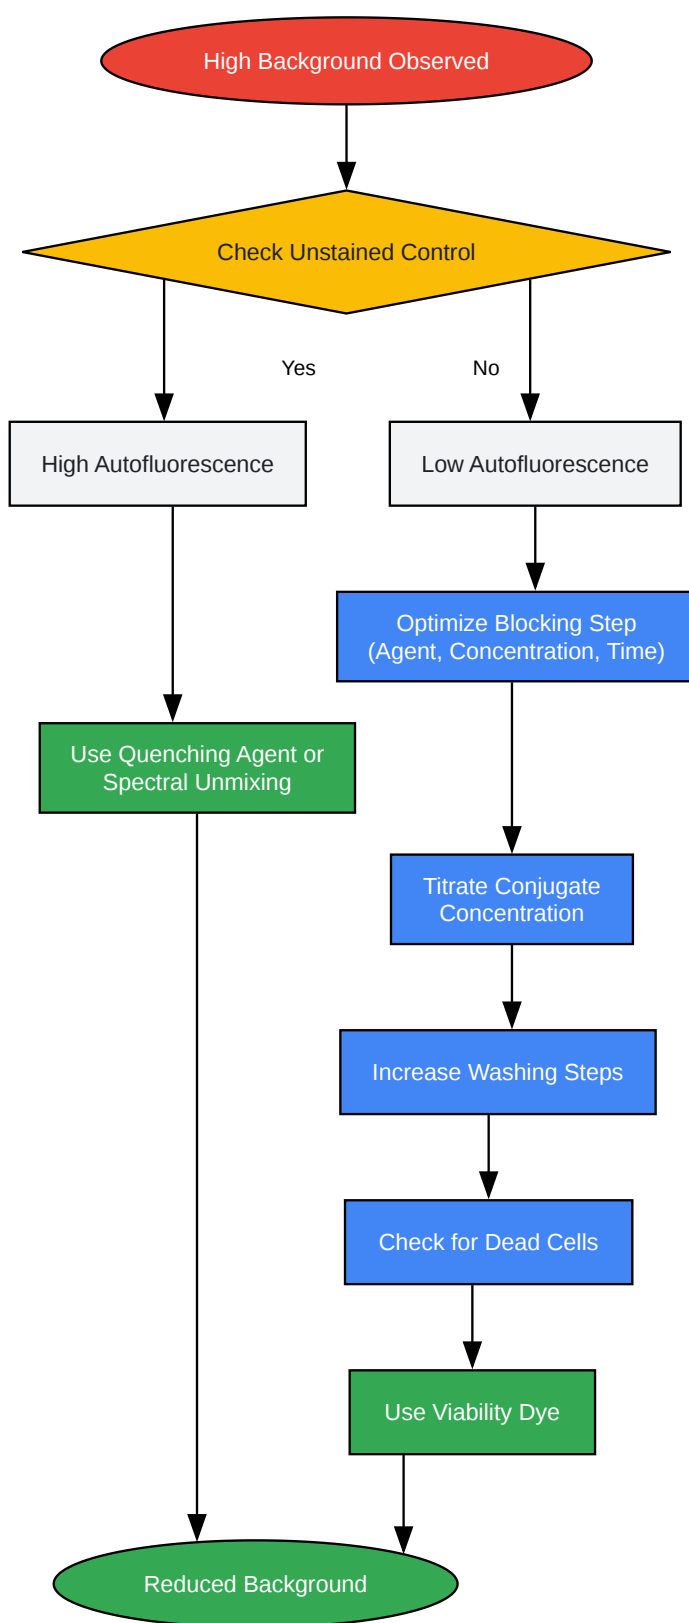 High Background Observed
Check Unstained Control
Yes
No
High Autofluorescence
Low Autofluorescence
Optimize Blocking Step
(Agent, Concentration, Time)
Use Quenching Agent or
Spectral Unmixing
Titrate Conjugate
Concentration
Increase Washing Steps
Check for Dead Cells
Use Viability Dye
Reduced Background